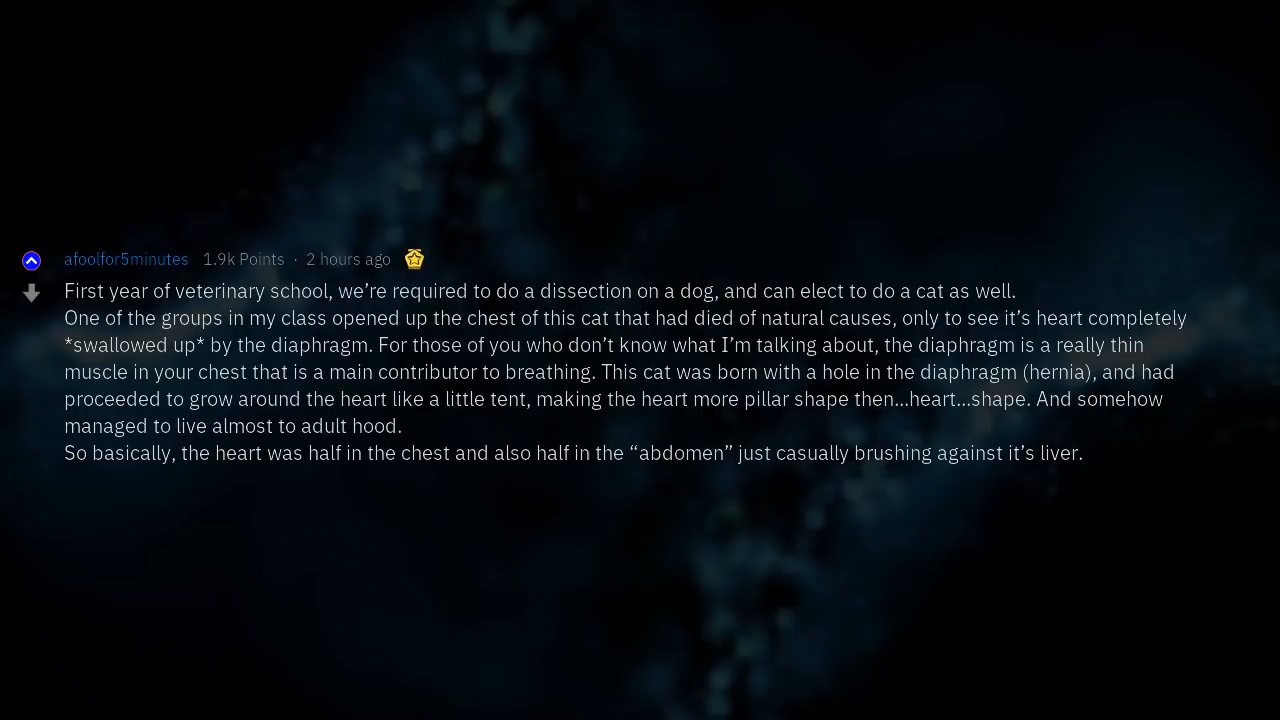 afoolfor5minutes 1.9k Points · 2 hours ago
First year of veterinary school, we’re required to do a dissection on a dog, and can elect to do a cat as well.
One of the groups in my class opened up the chest of this cat that had died of natural causes, only to see it’s heart completely
*swallowed up* by the diaphragm. For those of you who don’t know what I’m talking about, the diaphragm is a really thin
muscle in your chest that is a main contributor to breathing. This cat was born with a hole in the diaphragm (hernia), and had
proceeded to grow around the heart like a little tent, making the heart more pillar shape then...heart...shape. And somehow
managed to live almost to adult hood.
So basically, the heart was half in the chest and also half in the “abdomen” just casually brushing against it’s liver.